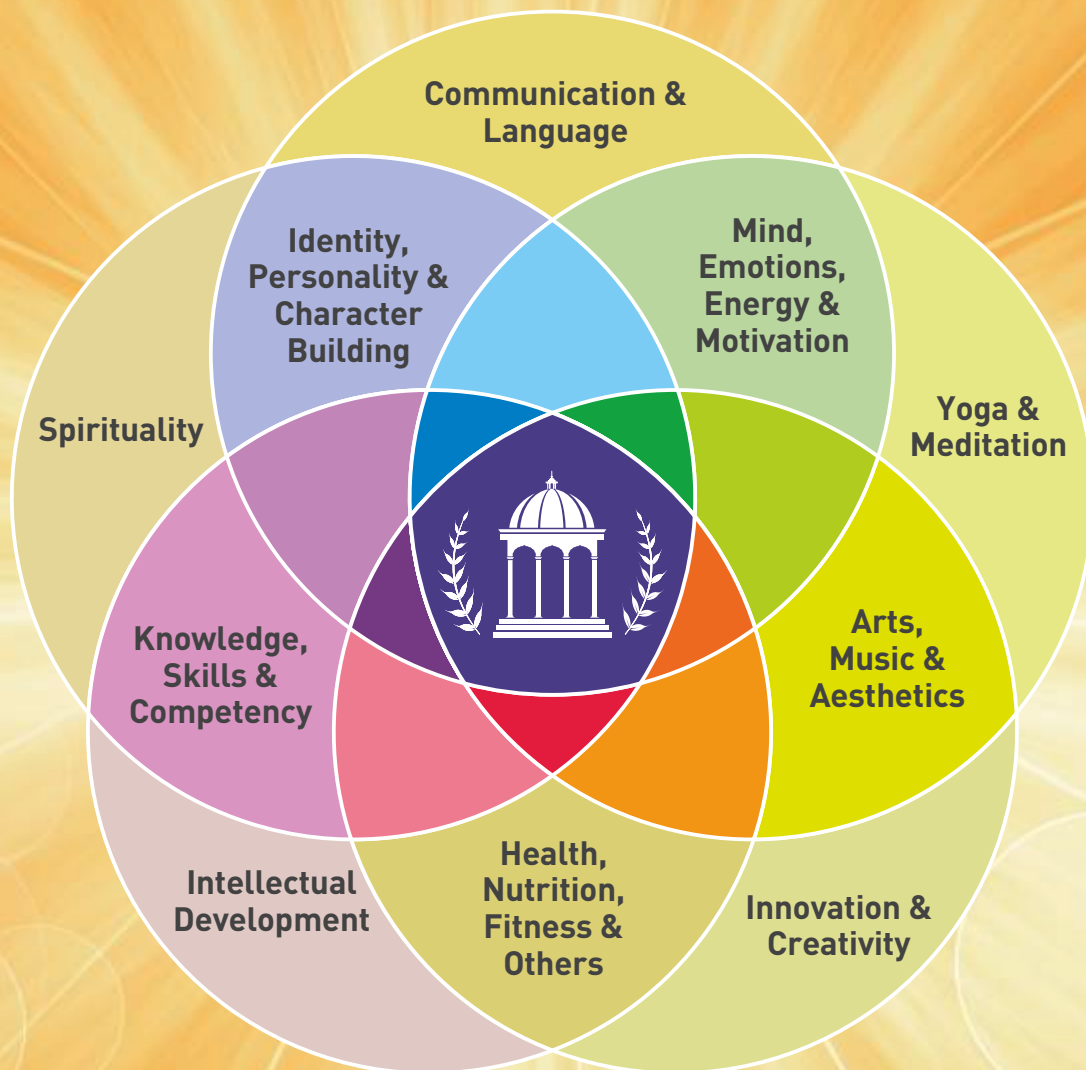 Communication &
Language
Identity,
Personality &
Character
Building
Mind,
Emotions,
Energy &
Motivation
Spirituality
Yoga &
Meditation
Knowledge,
Skills &
Competency
Arts,
Music &
Aesthetics
Intellectual
Development
Health,
Nutrition,
Fitness &
Others
Innovation &
Creativity